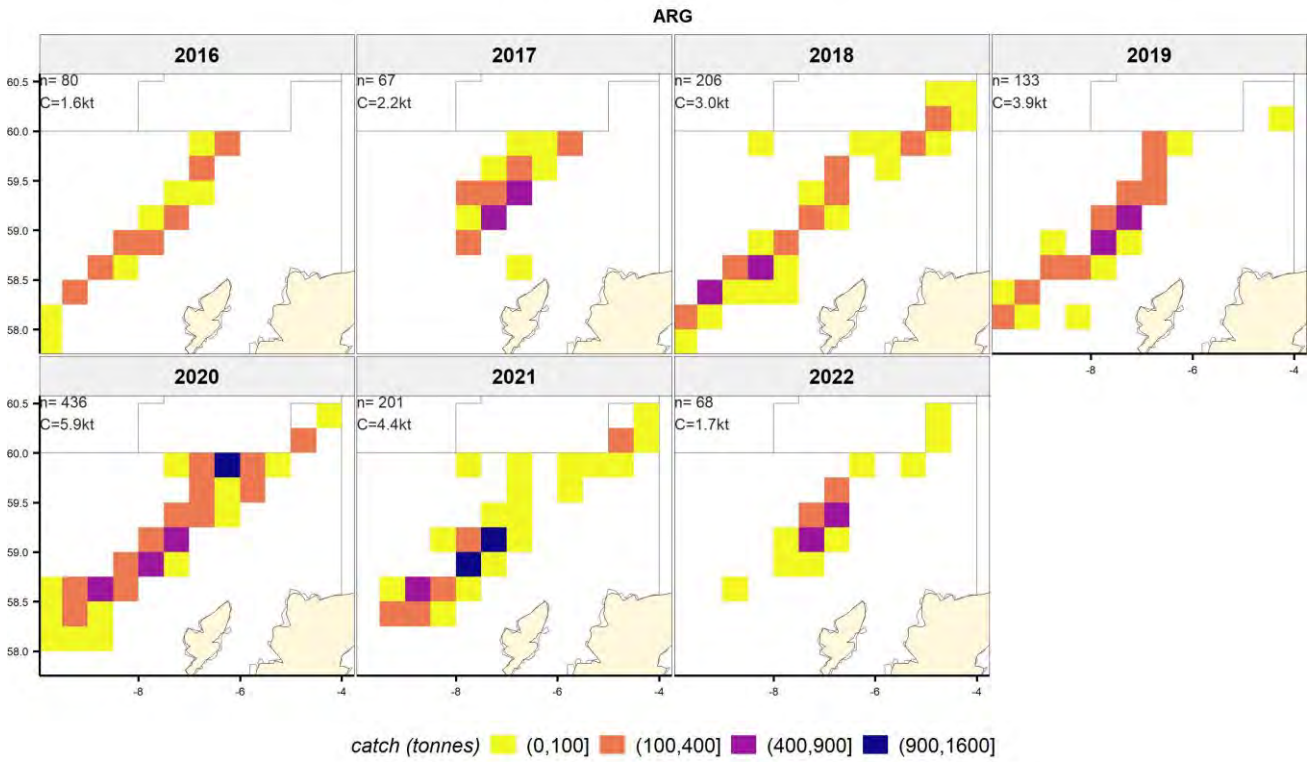 ARG
2016 2017 2018 2019
n= 80 n= 67 n= 206 n= 133
C=1.6kt C=2.2kt C=3.0kt C=3.9kt
60.5
60.0
59.5
59.0
58.5
58.0
-8 -6 -4
2020 2021 2022
n= 436 n= 201 n= 68
C=5.9kt C=4.4kt C=1.7kt
60.5
60.0
59.5
59.0
58.5
58.0
-8 -6 -4 -8 -6 -4 -8 -6 -4
catch (tonnes) (0,100] (100,400] (400,900] (900,1600]